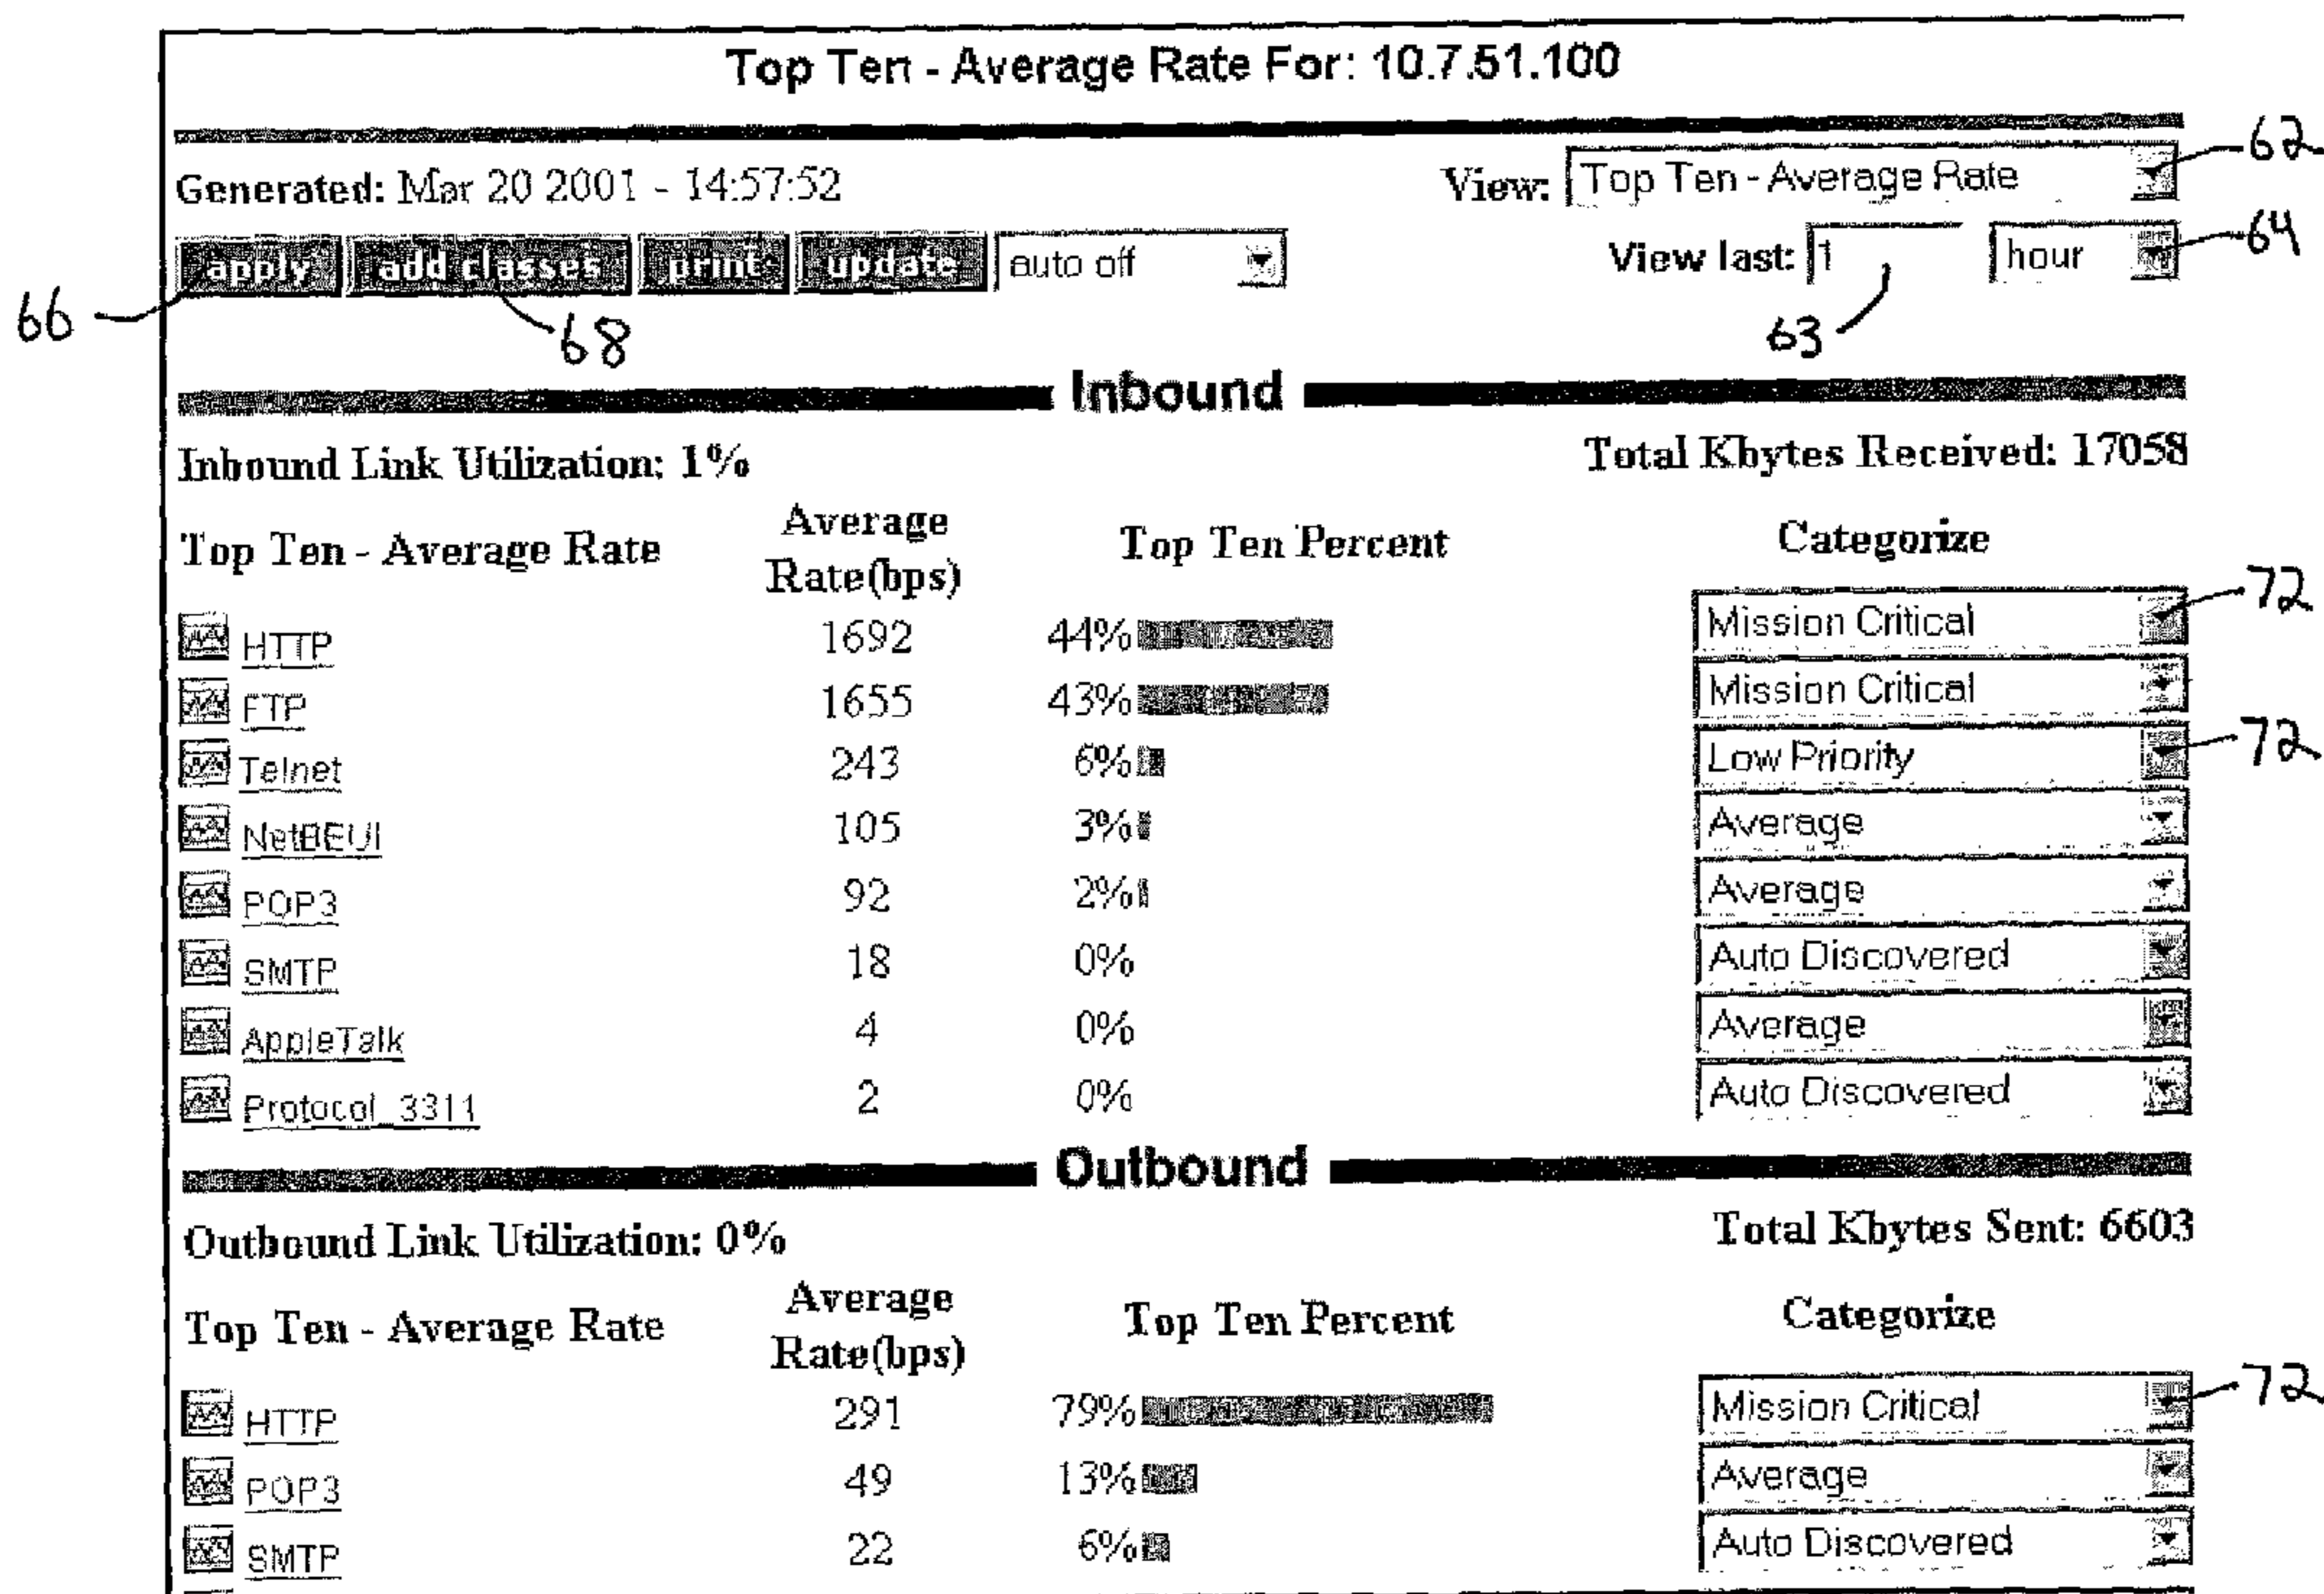 Top Ten - Average Rate For: 10.7.51.100
Generated: Mar 20 2001 - 14:57:52 View: Top Ten - Average Rate 62
apply add classes print update auto off View last: 1 hour 64
66 68 63
Inbound
Inbound Link Utilization: 1% Total Kbytes Received: 17058
Top Ten - Average Rate Average Rate(bps) Top Ten Percent Categorize
HTTP 1692 44% Mission Critical 72
FTP 1655 43% Mission Critical
Telnet 243 6% Low Priority 72
NetBEUI 105 3% Average
POP3 92 2% Average
SMTP 18 0% Auto Discovered
AppleTalk 4 0% Average
Protocol_3311 2 0% Auto Discovered
Outbound
Outbound Link Utilization: 0% Total Kbytes Sent: 6603
Top Ten - Average Rate Average Rate(bps) Top Ten Percent Categorize
HTTP 291 79% Mission Critical 72
POP3 49 13% Average
SMTP 22 6% Auto Discovered